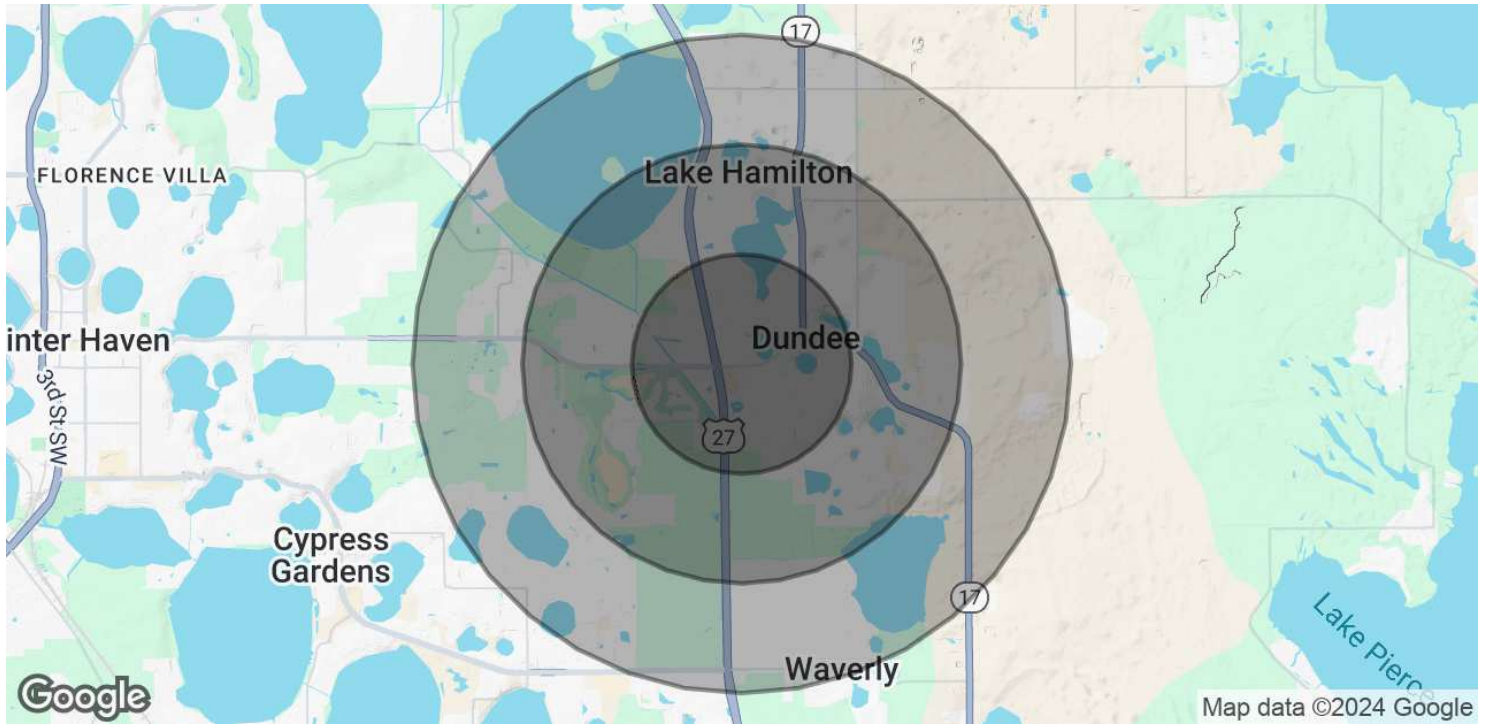 17
FLORENCE VILLA
Lake Hamilton
Dundee
inter Haven
3rd St SW
27
Cypress
Gardens
17
Lake Pierce
Waverly
Google
Map data ©2024 Google